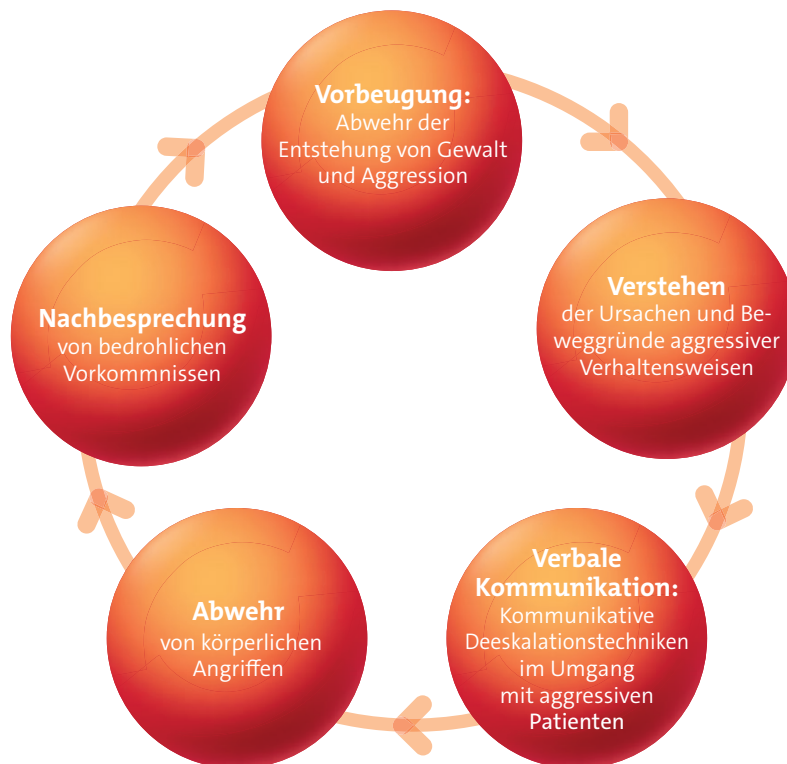 Vorbeugung:
Abwehr der
Entstehung von Gewalt
und Aggression
Verstehen
der Ursachen und Be-
weggründe aggressiver
Verhaltensweisen
Verbale
Kommunikation:
Kommunikative
Deeskalationstechniken
im Umgang
mit aggressiven
Patienten
Abwehr
von körperlichen
Angriffen
Nachbesprechung
von bedrohlichen
Vorkommnissen